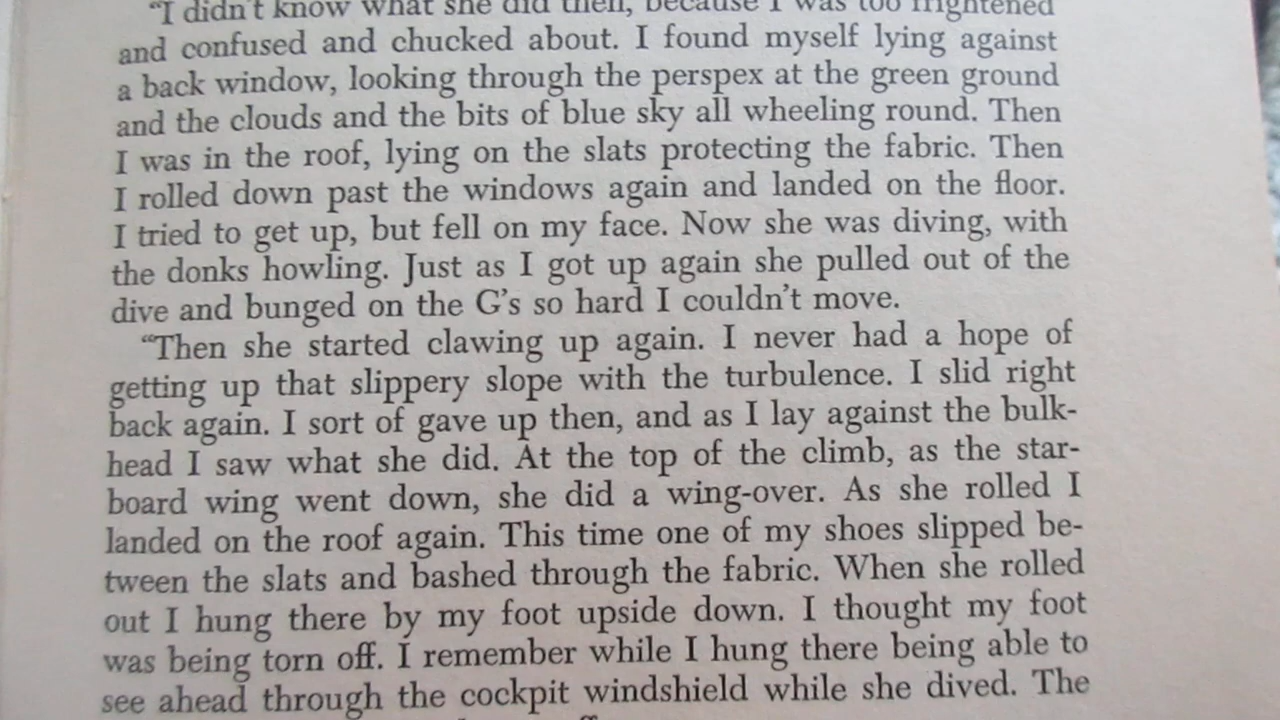 “I didn't know what she did then, because I was too frightened
and confused and chucked about. I found myself lying against
a back window, looking through the perspex at the green ground
and the clouds and the bits of blue sky all wheeling round. Then
I was in the roof, lying on the slats protecting the fabric. Then
I rolled down past the windows again and landed on the floor.
I tried to get up, but fell on my face. Now she was diving, with
the donks howling. Just as I got up again she pulled out of the
dive and bunged on the G's so hard I couldn't move.
“Then she started clawing up again. I never had a hope of
getting up that slippery slope with the turbulence. I slid right
back again. I sort of gave up then, and as I lay against the bulk-
head I saw what she did. At the top of the climb, as the star-
board wing went down, she did a wing-over. As she rolled I
landed on the roof again. This time one of my shoes slipped be-
tween the slats and bashed through the fabric. When she rolled
out I hung there by my foot upside down. I thought my foot
was being torn off. I remember while I hung there being able to
see ahead through the cockpit windshield while she dived. The